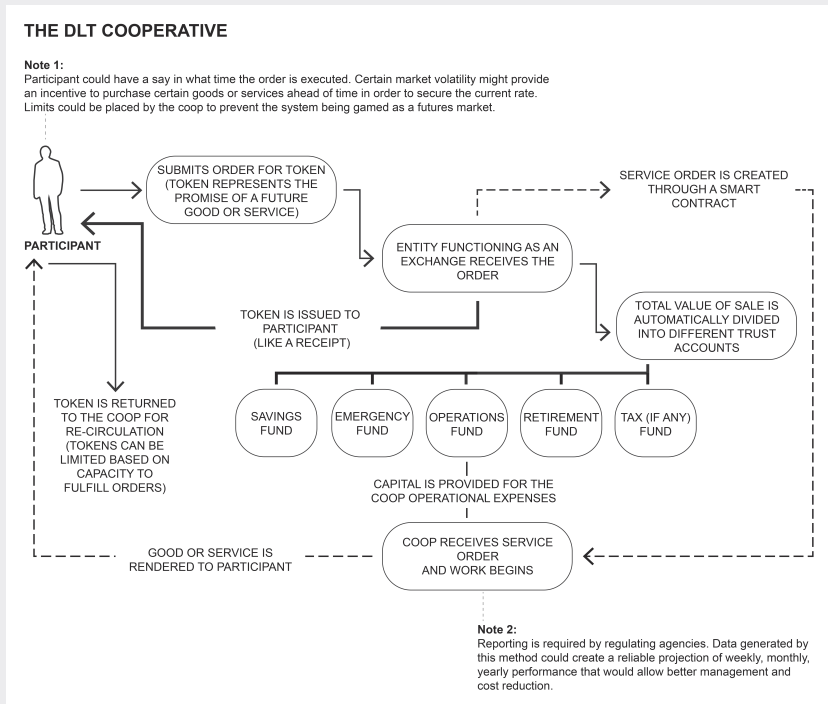 THE DLT COOPERATIVE
Note 1:
Participant could have a say in what time the order is executed. Certain market volatility might provide
an incentive to purchase certain goods or services ahead of time in order to secure the current rate.
Limits could be placed by the coop to prevent the system being gamed as a futures market.
SUBMITS ORDER FOR TOKEN
(TOKEN REPRESENTS THE
PROMISE OF A FUTURE
GOOD OR SERVICE)
SERVICE ORDER IS CREATED
THROUGH A SMART
CONTRACT
PARTICIPANT
ENTITY FUNCTIONING AS AN
EXCHANGE RECEIVES THE
ORDER
TOKEN IS ISSUED TO
PARTICIPANT
(LIKE A RECEIPT)
TOTAL VALUE OF SALE IS
AUTOMATICALLY DIVIDED
INTO DIFFERENT TRUST
ACCOUNTS
TOKEN IS RETURNED
TO THE COOP FOR
RE-CIRCULATION
(TOKENS CAN BE
LIMITED BASED ON
CAPACITY TO
FULFILL ORDERS)
SAVINGS
FUND
EMERGENCY
FUND
OPERATIONS
FUND
RETIREMENT
FUND
TAX (IF ANY)
FUND
CAPITAL IS PROVIDED FOR THE
COOP OPERATIONAL EXPENSES
GOOD OR SERVICE IS
RENDERED TO PARTICIPANT
COOP RECEIVES SERVICE
ORDER
AND WORK BEGINS
Note 2:
Reporting is required by regulating agencies. Data generated by
this method could create a reliable projection of weekly, monthly,
yearly performance that would allow better management and
cost reduction.